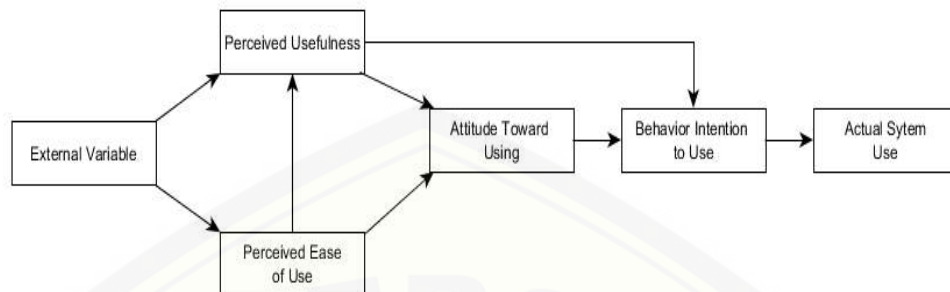 Perceived Usefulness
External Variable
Attitude Toward
Using
Behavior Intention
to Use
Actual Sytem
Use
Perceived Ease
of Use